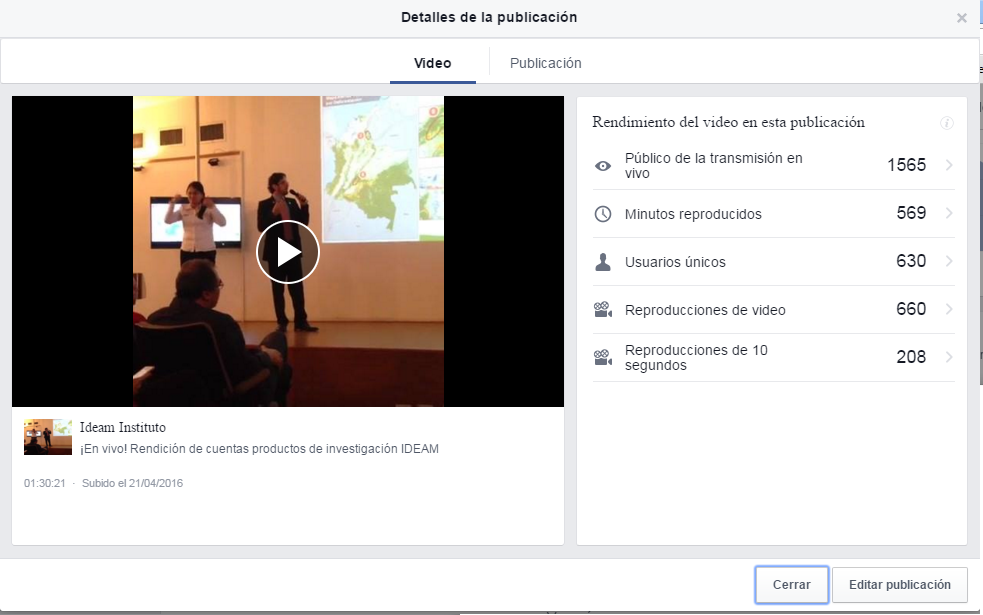 Detalles de la publicación
×
Video
Publicación
Rendimiento del video en esta publicación
Público de la transmisión en
vivo
1565
Minutos reproducidos
569
Usuarios únicos
630
Reproducciones de video
660
Reproducciones de 10
segundos
208
Ideam Instituto
¡En vivo! Rendición de cuentas productos de investigación IDEAM
01:30:21 · Subido el 21/04/2016
Cerrar
Editar publicación